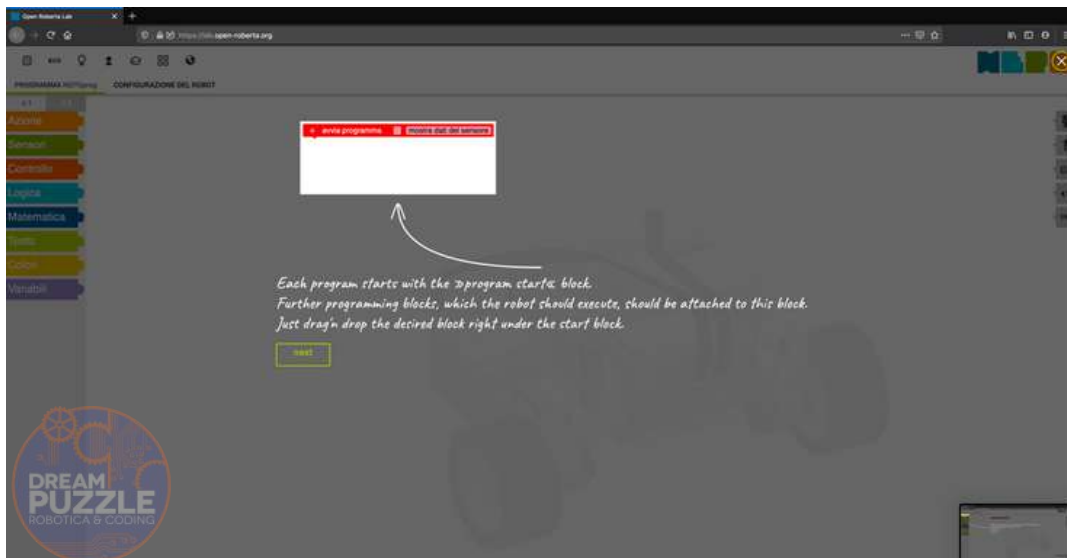 Open Roberta Lab
https://lab.open-roberta.org
PROGRAMMA NEPOprog
CONFIGURAZIONE DEL ROBOT
Azione
Sensori
Controllo
Logica
Matematica
Testo
Colori
Variabili
+ avvia programma mostra dati del sensore
Each program starts with the »program start« block.
Further programming blocks, which the robot should execute, should be attached to this block.
Just drag'n drop the desired block right under the start block.
next
DREAM
PUZZLE
ROBOTICA & CODING